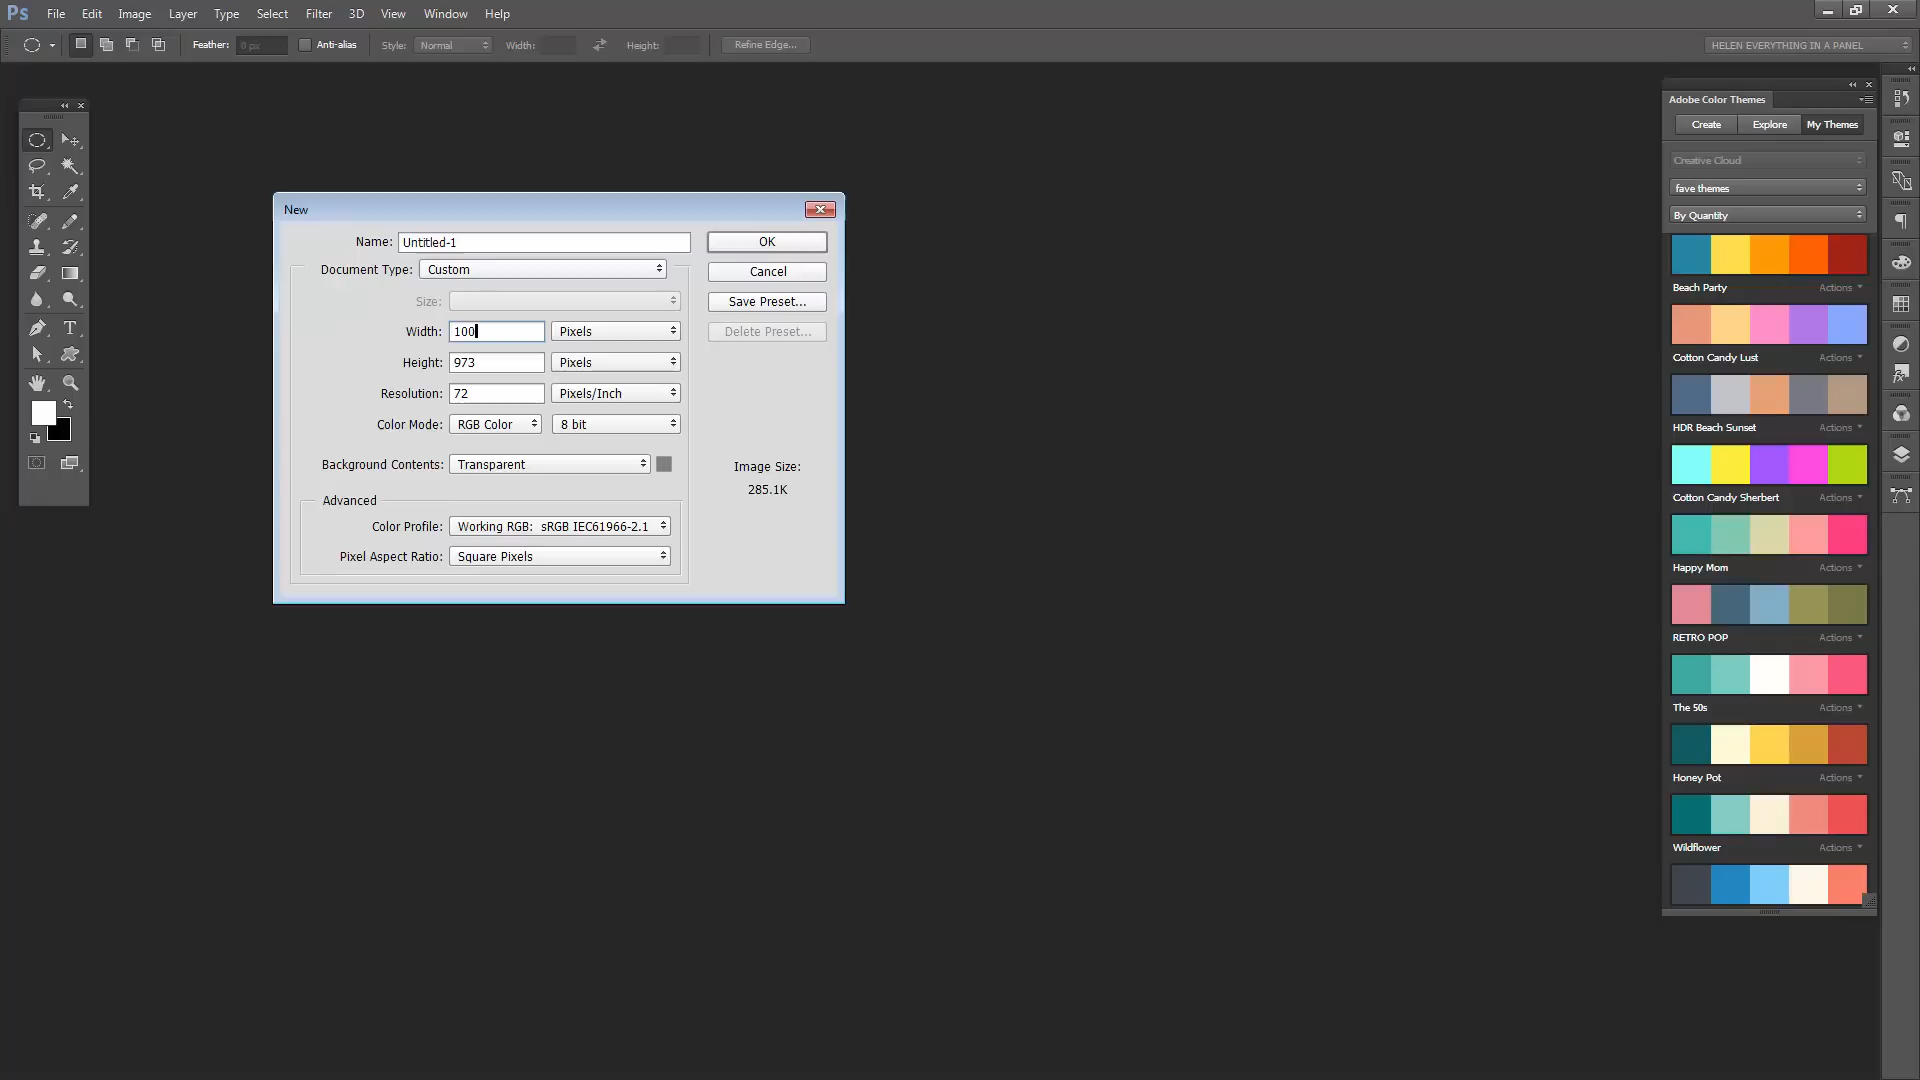 Ps File Edit Image Layer Type Select Filter 3D View Window Help
Feather: 0 px Anti-alias Style: Normal Width: Height: Refine Edge... HELEN EVERYTHING IN A PANEL
Adobe Color Themes
Create Explore My Themes
Creative Cloud
fave themes
By Quantity
Beach Party Actions
Cotton Candy Lust Actions
HDR Beach Sunset Actions
Cotton Candy Sherbert Actions
Happy Mom Actions
RETRO POP Actions
The 50s Actions
Honey Pot Actions
Wildflower Actions
New
Name: Untitled-1 OK
Document Type: Custom Cancel
Size: Save Preset...
Width: 100 Pixels Delete Preset...
Height: 973 Pixels
Resolution: 72 Pixels/Inch
Color Mode: RGB Color 8 bit
Background Contents: Transparent
Image Size:
285.1K
Advanced
Color Profile: Working RGB: sRGB IEC61966-2.1
Pixel Aspect Ratio: Square Pixels
T